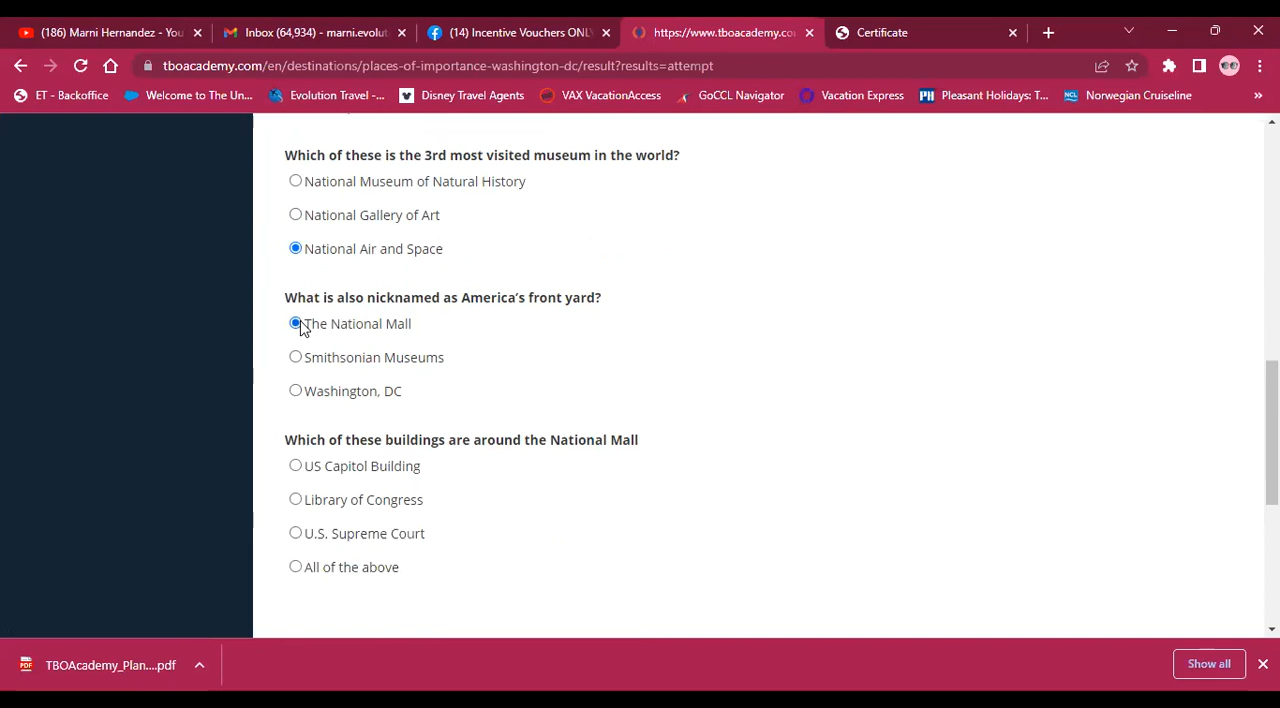 (186) Marni Hernandez - You
Inbox (64,934) - marni.evolut
(14) Incentive Vouchers ONL
https://www.tboacademy.co
Certificate
tboacademy.com/en/destinations/places-of-importance-washington-dc/result?results=attempt
ET - Backoffice
Welcome to The Un...
Evolution Travel -...
Disney Travel Agents
VAX VacationAccess
GoCCL Navigator
Vacation Express
Pleasant Holidays: T...
Norwegian Cruiseline
Which of these is the 3rd most visited museum in the world?
National Museum of Natural History
National Gallery of Art
National Air and Space
What is also nicknamed as America’s front yard?
The National Mall
Smithsonian Museums
Washington, DC
Which of these buildings are around the National Mall
US Capitol Building
Library of Congress
U.S. Supreme Court
All of the above
TBOAcademy_Plan....pdf
Show all